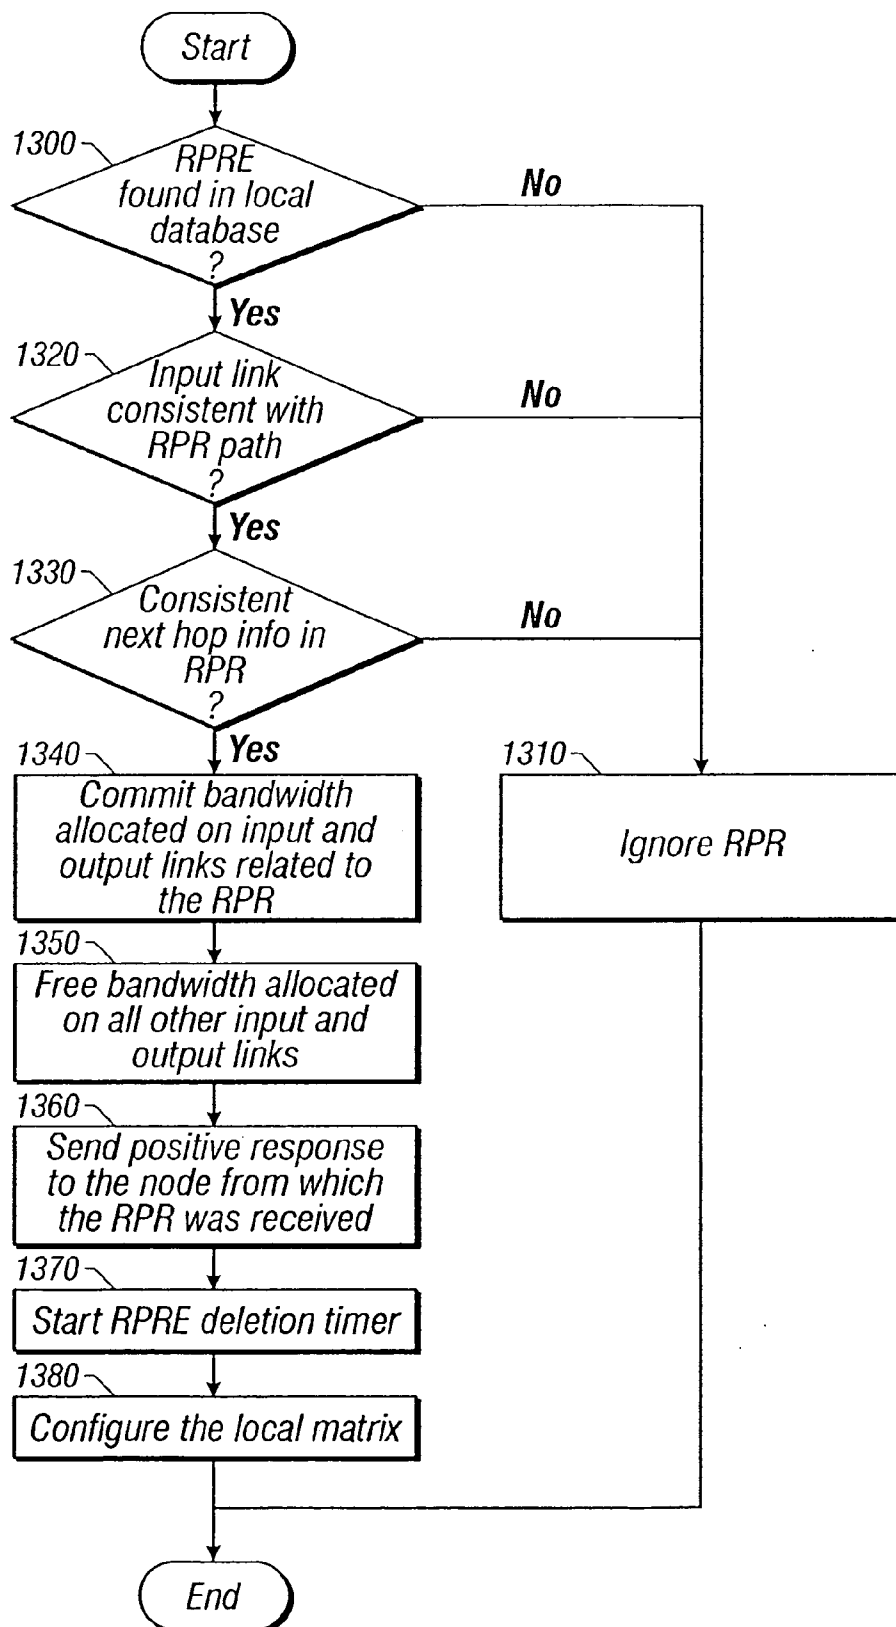 Start
1300
RPRE
found in local
database
?
No
Yes
1320
Input link
consistent with
RPR path
?
No
Yes
1330
Consistent
next hop info in
RPR
?
No
Yes
1340
Commit bandwidth
allocated on input and
output links related to
the RPR
1310
Ignore RPR
1350
Free bandwidth allocated
on all other input and
output links
1360
Send positive response
to the node from which
the RPR was received
1370
Start RPRE deletion timer
1380
Configure the local matrix
End